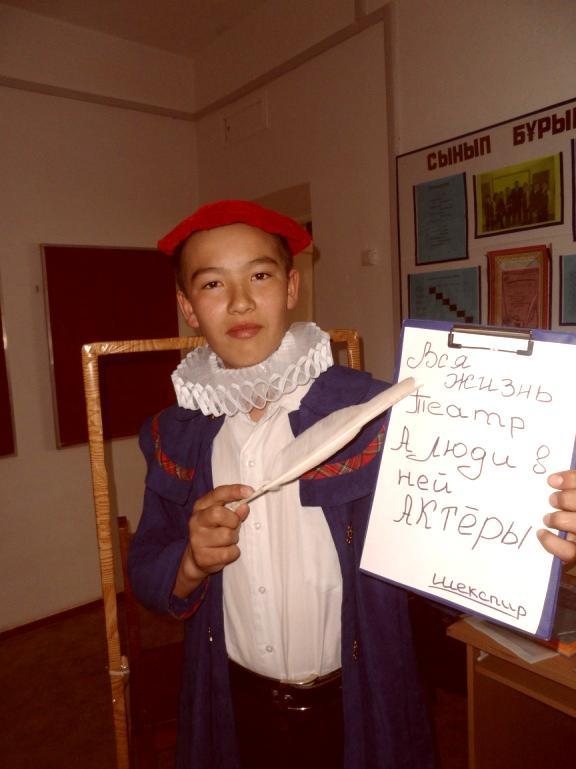 СЫНЫП БҰРЫ
Вся
жизнь
Театр
А люди в
ней
АКТЁРЫ
Шекспир